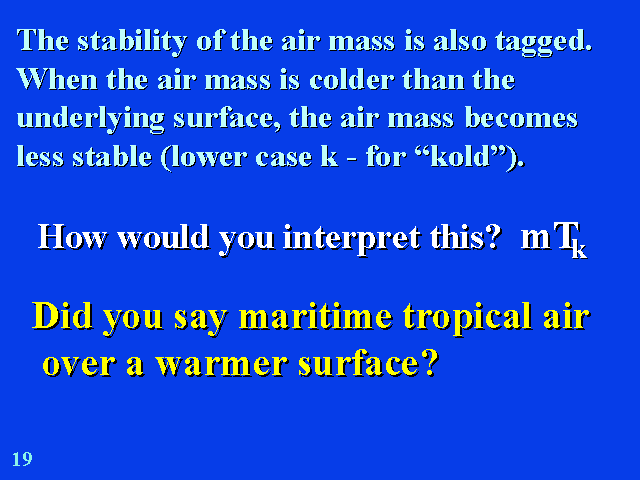 The stability of the air mass is also tagged.
When the air mass is colder than the
underlying surface, the air mass becomes
less stable (lower case k - for “kold”).
How would you interpret this? mTk
Did you say maritime tropical air
over a warmer surface?
19